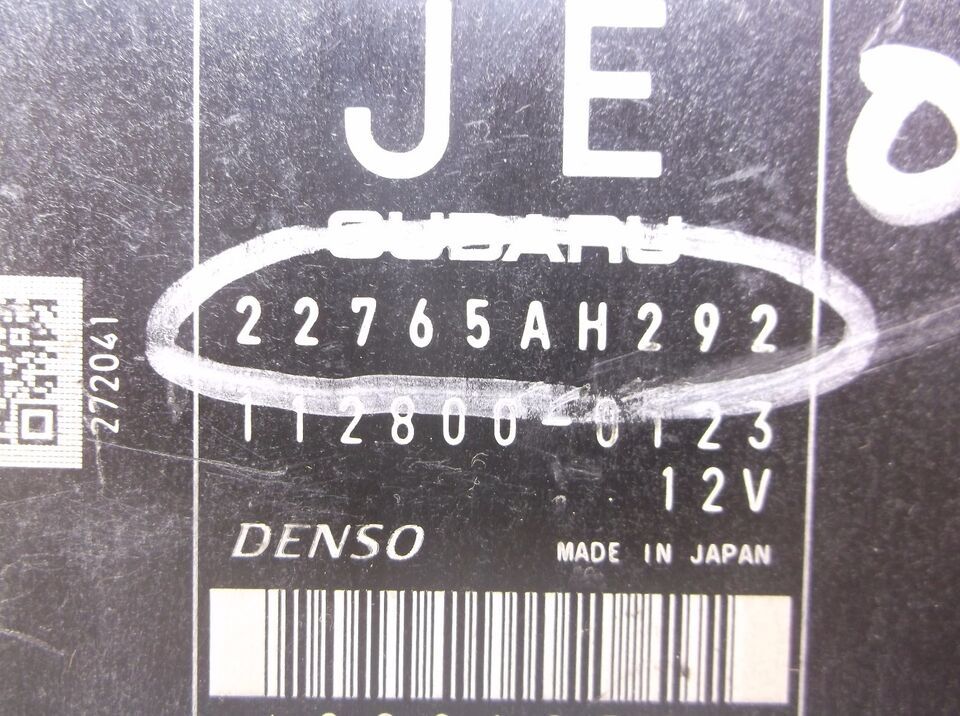 JE
SUBARU
22765AH292
112800-0123
12V
DENSO
MADE IN JAPAN
272041